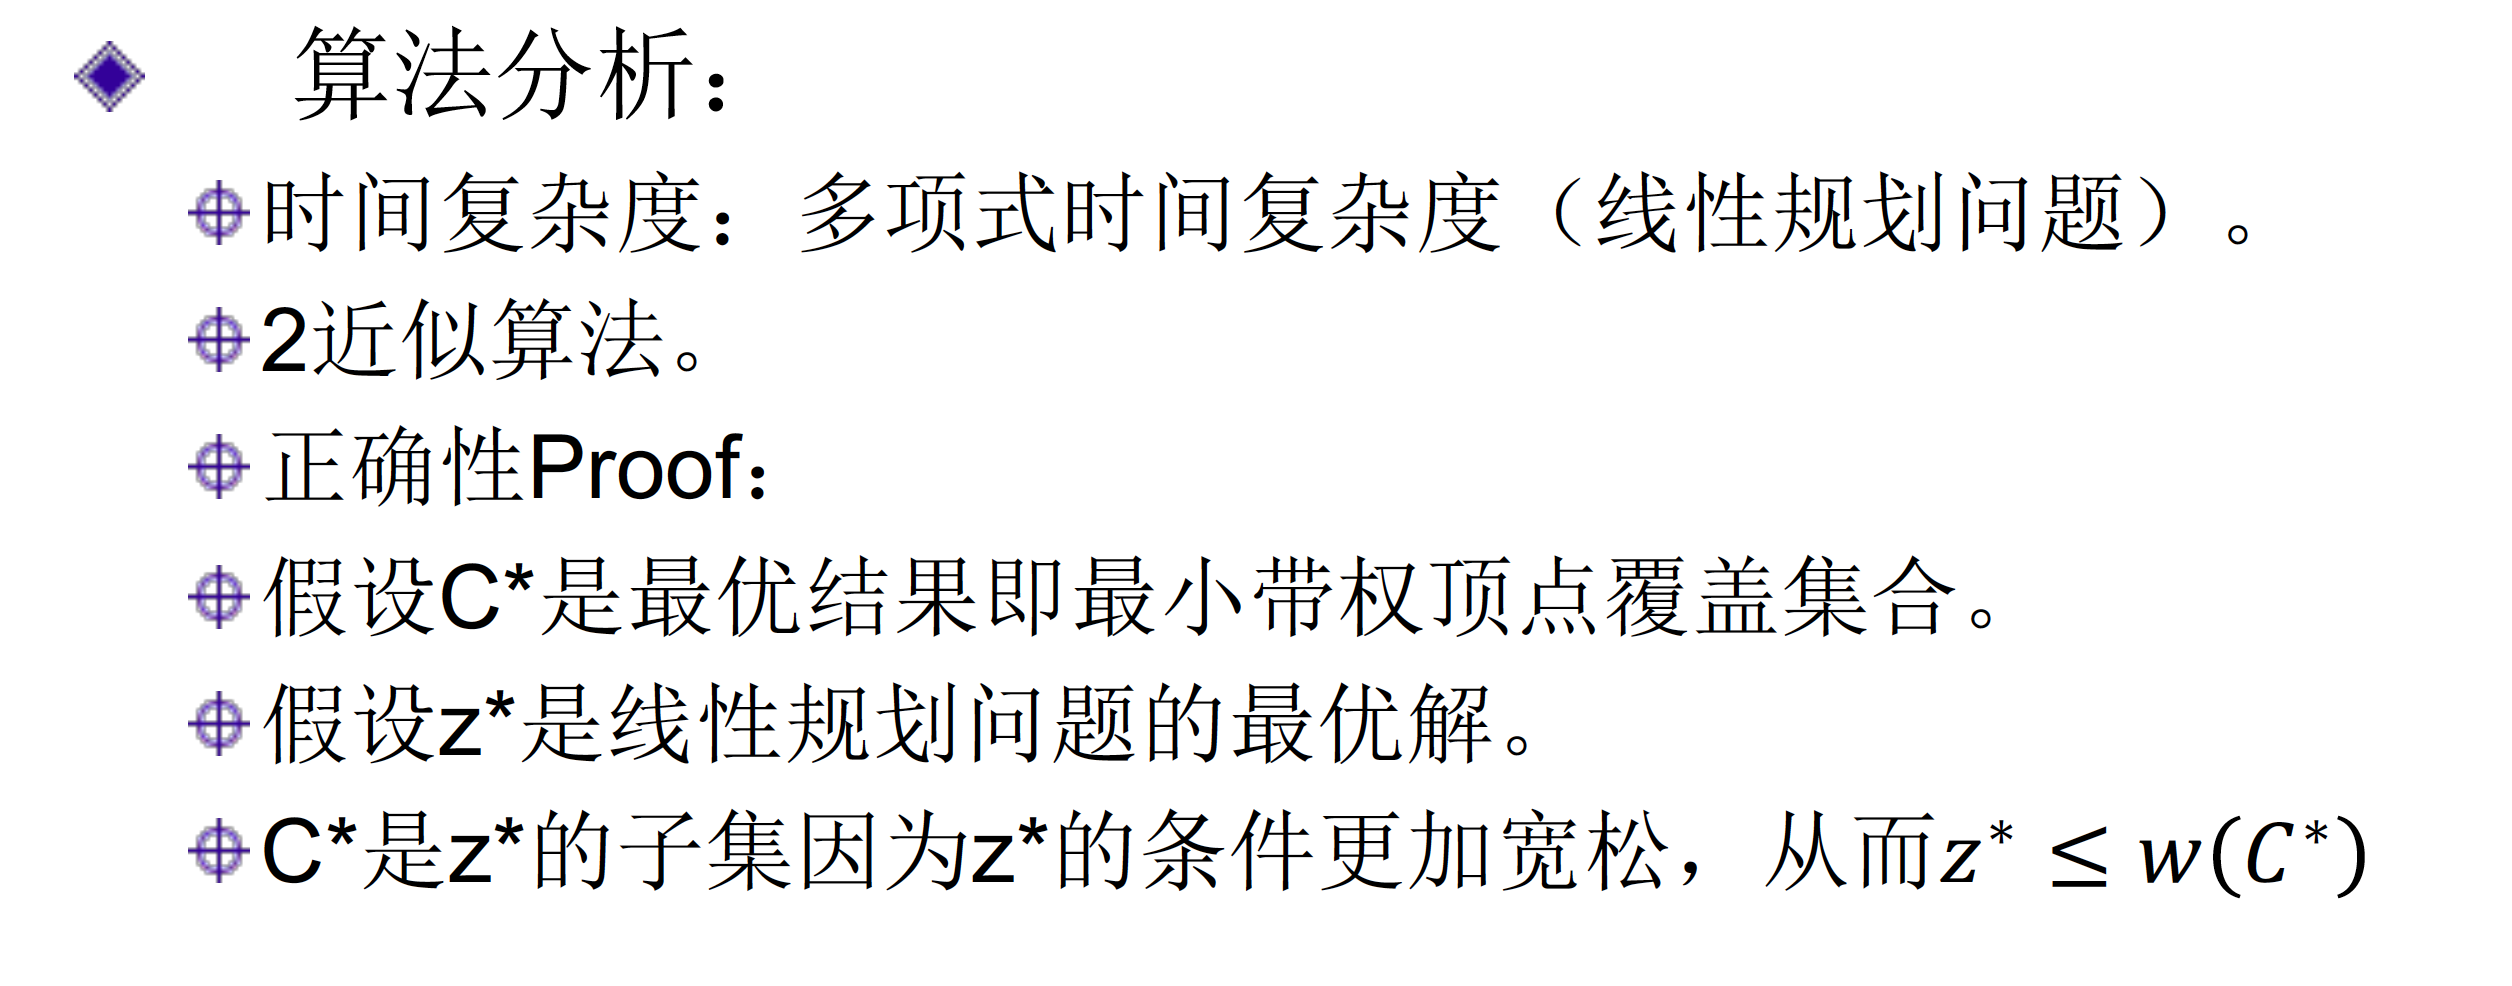 算法分析：
时间复杂度：多项式时间复杂度（线性规划问题）。
2近似算法。
正确性Proof：
假设C*是最优结果即最小带权顶点覆盖集合。
假设z*是线性规划问题的最优解。
C*是z*的子集因为z*的条件更加宽松，从而z* ≤ w(C*)